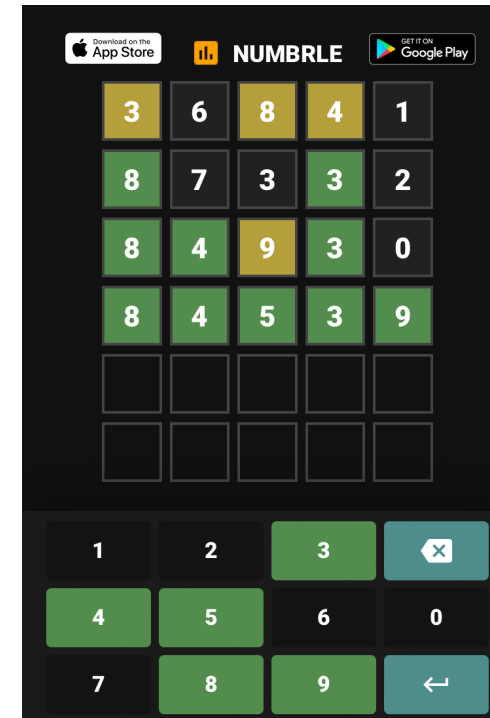 Download on the
App Store
NUMBRLE
GET IT ON
Google Play
3 6 8 4 1
8 7 3 3 2
8 4 9 3 0
8 4 5 3 9
1 2 3
4 5 6 0
7 8 9